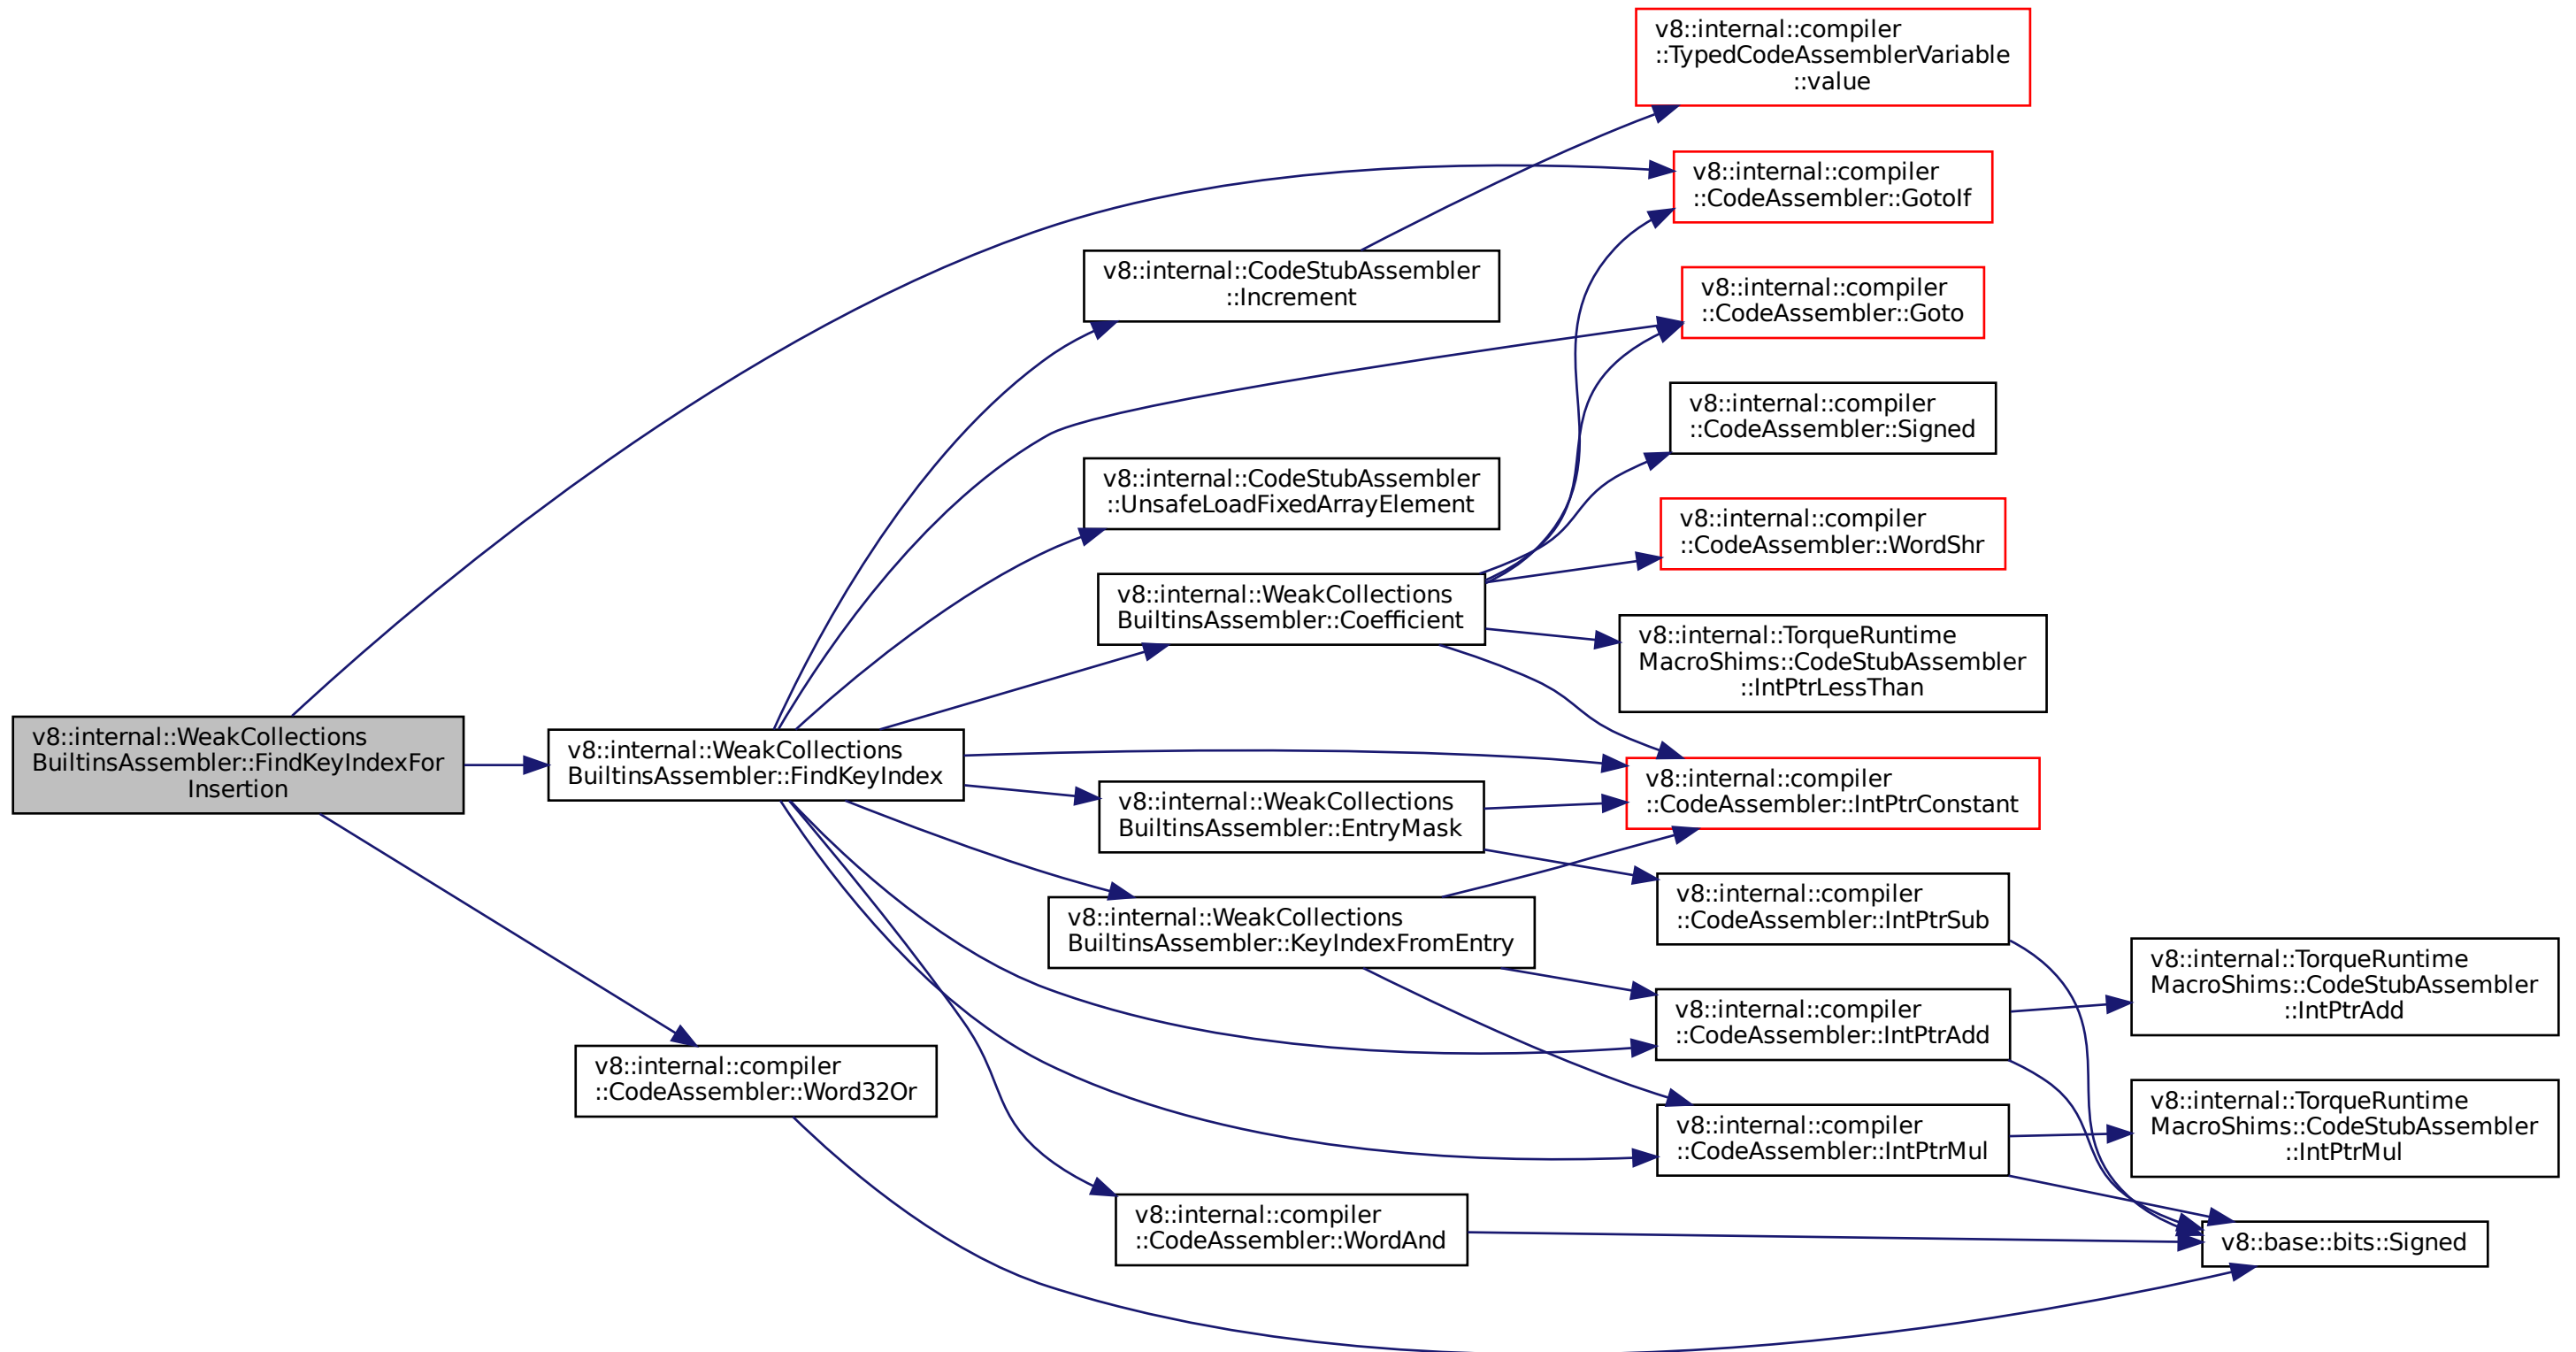 v8::internal::compiler
::TypedCodeAssemblerVariable
::value
v8::internal::compiler
::CodeAssembler::GotoIf
v8::internal::CodeStubAssembler
::Increment
v8::internal::compiler
::CodeAssembler::Goto
v8::internal::compiler
::CodeAssembler::Signed
v8::internal::CodeStubAssembler
::UnsafeLoadFixedArrayElement
v8::internal::compiler
::CodeAssembler::WordShr
v8::internal::WeakCollections
BuiltinsAssembler::Coefficient
v8::internal::TorqueRuntime
MacroShims::CodeStubAssembler
::IntPtrLessThan
v8::internal::WeakCollections
BuiltinsAssembler::FindKeyIndexFor
Insertion
v8::internal::WeakCollections
BuiltinsAssembler::FindKeyIndex
v8::internal::compiler
::CodeAssembler::IntPtrConstant
v8::internal::WeakCollections
BuiltinsAssembler::EntryMask
v8::internal::WeakCollections
BuiltinsAssembler::KeyIndexFromEntry
v8::internal::compiler
::CodeAssembler::IntPtrSub
v8::internal::TorqueRuntime
MacroShims::CodeStubAssembler
::IntPtrAdd
v8::internal::compiler
::CodeAssembler::IntPtrAdd
v8::internal::compiler
::CodeAssembler::Word32Or
v8::internal::TorqueRuntime
MacroShims::CodeStubAssembler
::IntPtrMul
v8::internal::compiler
::CodeAssembler::IntPtrMul
v8::internal::compiler
::CodeAssembler::WordAnd
v8::base::bits::Signed